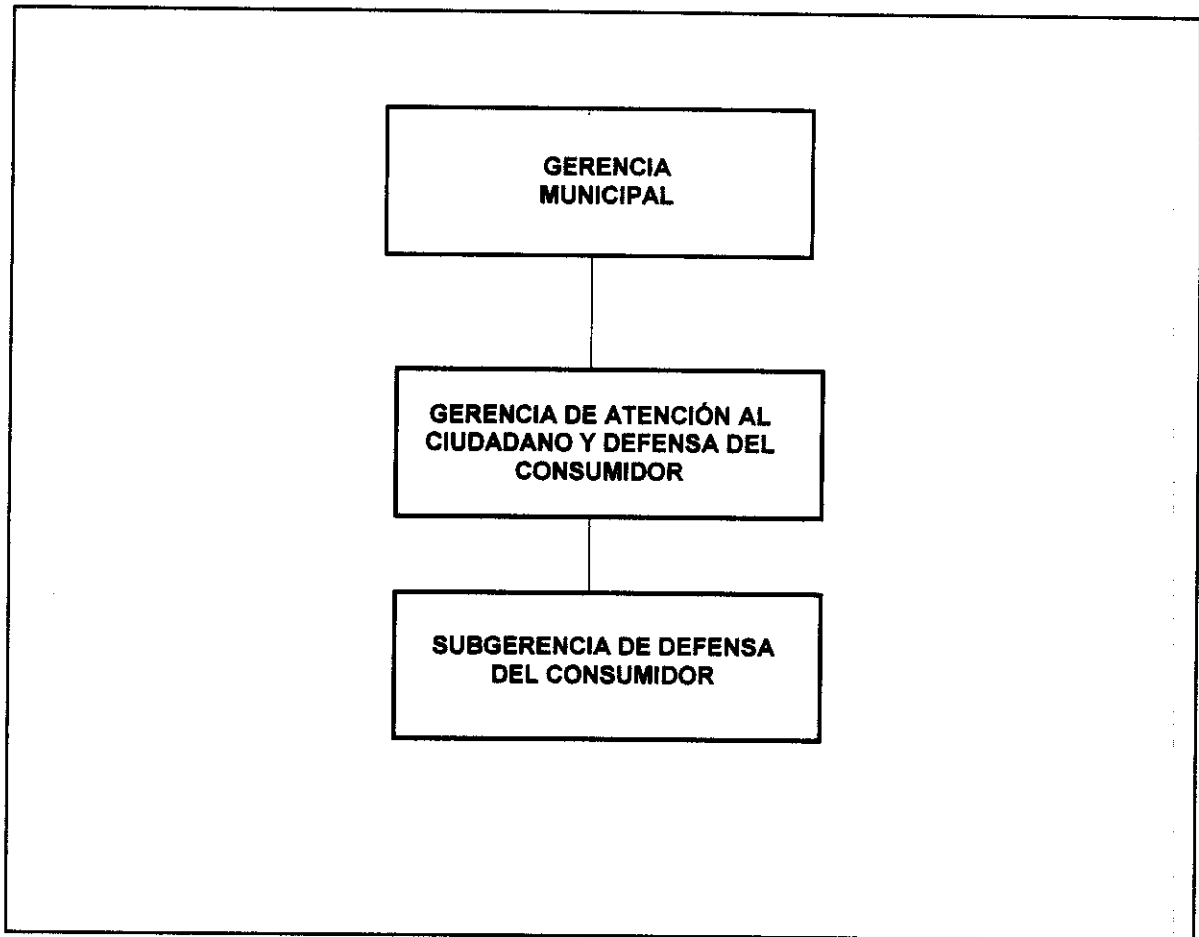 GERENCIA
MUNICIPAL
GERENCIA DE ATENCIÓN AL
CIUDADANO Y DEFENSA DEL
CONSUMIDOR
SUBGERENCIA DE DEFENSA
DEL CONSUMIDOR